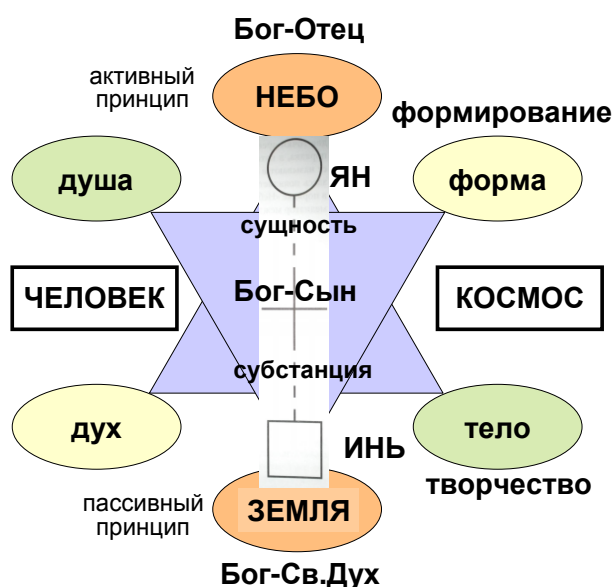 Бог-Отец
активный
принцип
НЕБО
формирование
душа
ЯН
форма
сущность
ЧЕЛОВЕК
Бог-Сын
КОСМОС
субстанция
дух
ИНЬ
тело
творчество
пассивный
принцип
ЗЕМЛЯ
Бог-Св.Дух